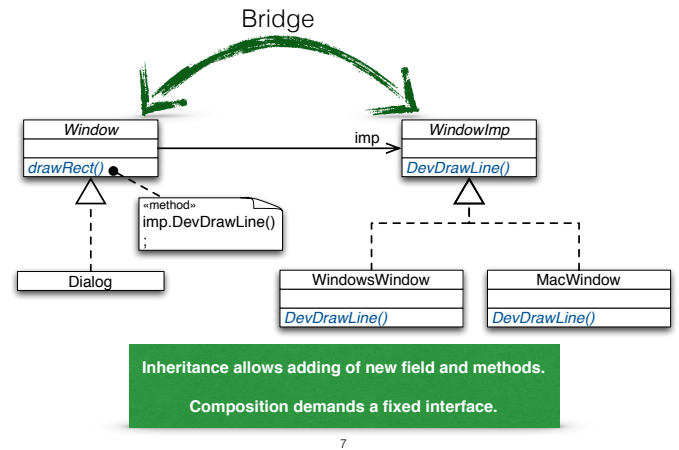 Bridge
Window
drawRect()
imp
WindowImp
DevDrawLine()
«method»
imp.DevDrawLine()
;
Dialog
WindowsWindow
DevDrawLine()
MacWindow
DevDrawLine()
Inheritance allows adding of new field and methods.
Composition demands a fixed interface.
7